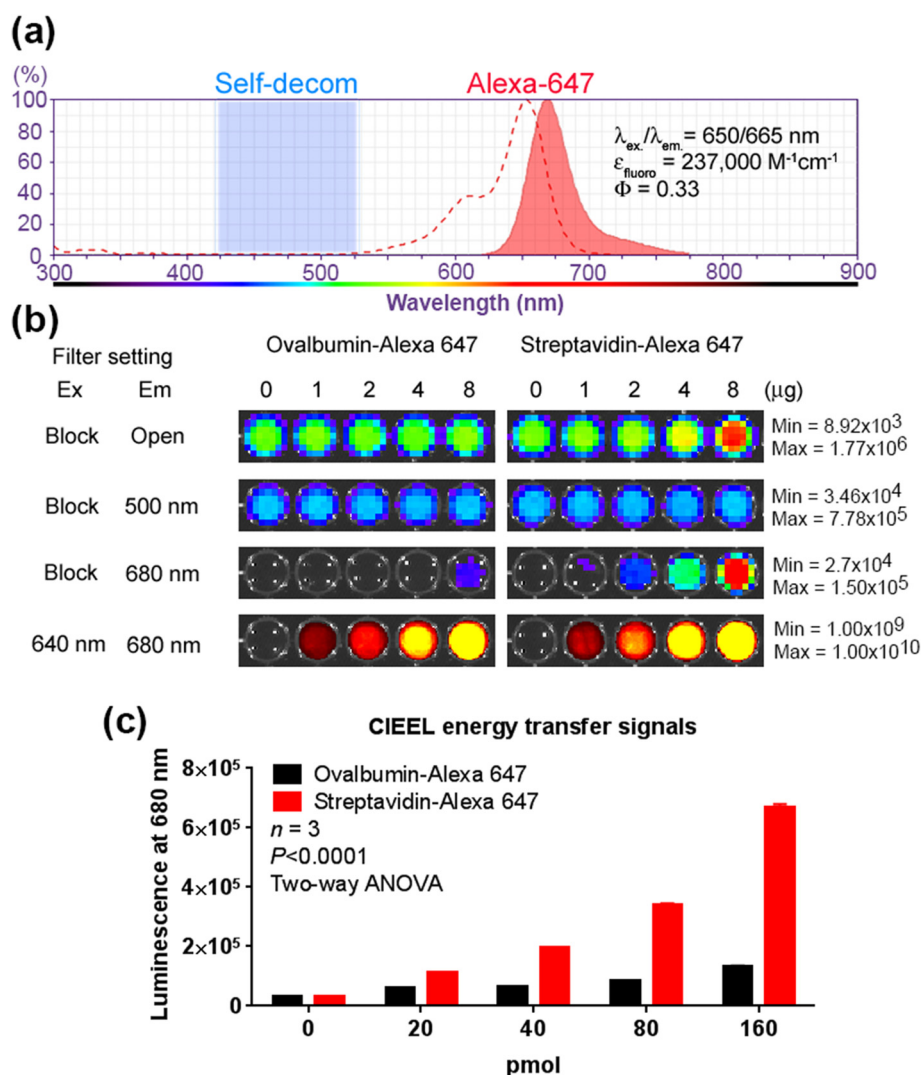 (a)
(%)
Self-decom
Alexa-647
100
80
60
40
20
0
λex./λem.= 650/665 nm
εfluoro = 237,000 M-1cm-1
Φ = 0.33
300 400 500 600 700 800 900
Wavelength (nm)
(b)
Filter setting
Ovalbumin-Alexa 647 Streptavidin-Alexa 647
Ex Em 0 1 2 4 8 0 1 2 4 8 (µg)
Block Open Min = 8.92x10³
Max = 1.77x10⁶
Block 500 nm Min = 3.46x10⁴
Max = 7.78x10⁵
Block 680 nm Min = 2.7x10⁴
Max = 1.50x10⁵
640 nm 680 nm Min = 1.00x10⁹
Max = 1.00x10¹⁰
(c)
CIEEL energy transfer signals
Luminescence at 680 nm
8×10⁵
6×10⁵
4×10⁵
2×10⁵
0
Ovalbumin-Alexa 647
Streptavidin-Alexa 647
n = 3
P<0.0001
Two-way ANOVA
0 20 40 80 160
pmol